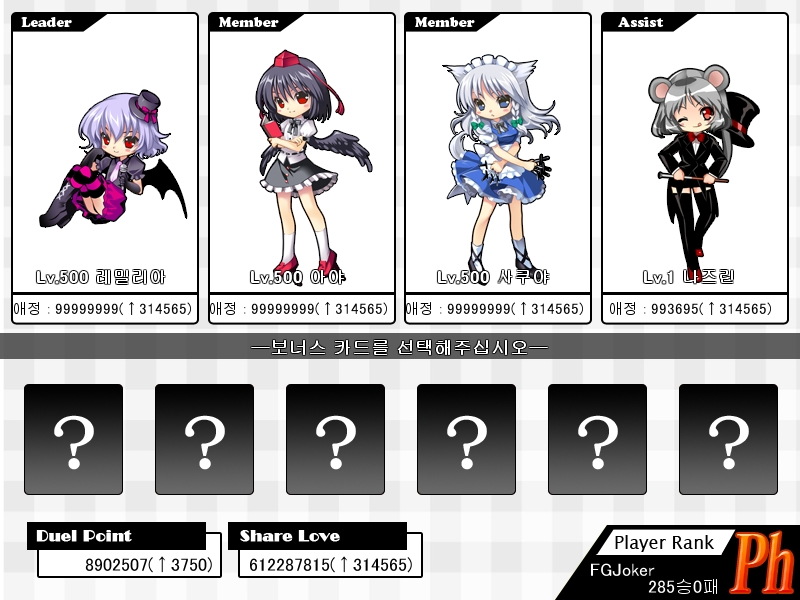 Leader
Member
Member
Assist
Lv.500 레밀리아
Lv.500 아야
Lv.500 사쿠야
Lv.1 나즈린
애정 : 99999999(↑314565)
애정 : 99999999(↑314565)
애정 : 99999999(↑314565)
애정 : 993695(↑314565)
―보너스 카드를 선택해주십시오―
? ? ? ? ? ?
Duel Point
8902507(↑3750)
Share Love
612287815(↑314565)
Player Rank
FGJoker
285승0패
Ph